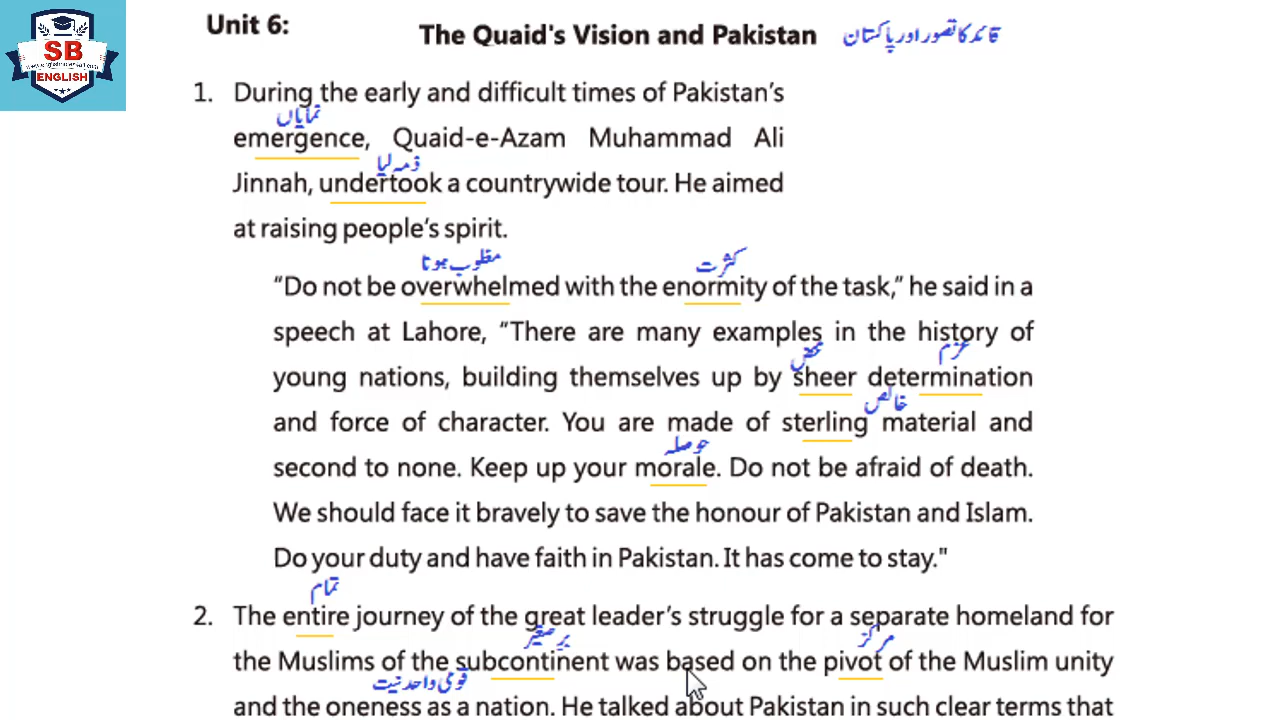 SB
www.englishforall.com
ENGLISH
Unit 6:
The Quaid's Vision and Pakistan قائد کا تصور اور پاکستان
1. During the early and difficult times of Pakistan’s
نمایاں
emergence, Quaid-e-Azam Muhammad Ali
ذمہ لیا
Jinnah, undertook a countrywide tour. He aimed
at raising people’s spirit.
مغلوب ہونا کثرت
“Do not be overwhelmed with the enormity of the task,” he said in a
speech at Lahore, “There are many examples in the history of
محض عزم
young nations, building themselves up by sheer determination
خالص
and force of character. You are made of sterling material and
حوصلہ
second to none. Keep up your morale. Do not be afraid of death.
We should face it bravely to save the honour of Pakistan and Islam.
Do your duty and have faith in Pakistan. It has come to stay."
تمام
2. The entire journey of the great leader’s struggle for a separate homeland for
برصغیر مرکز
the Muslims of the subcontinent was based on the pivot of the Muslim unity
قومی واحدنیت
and the oneness as a nation. He talked about Pakistan in such clear terms that